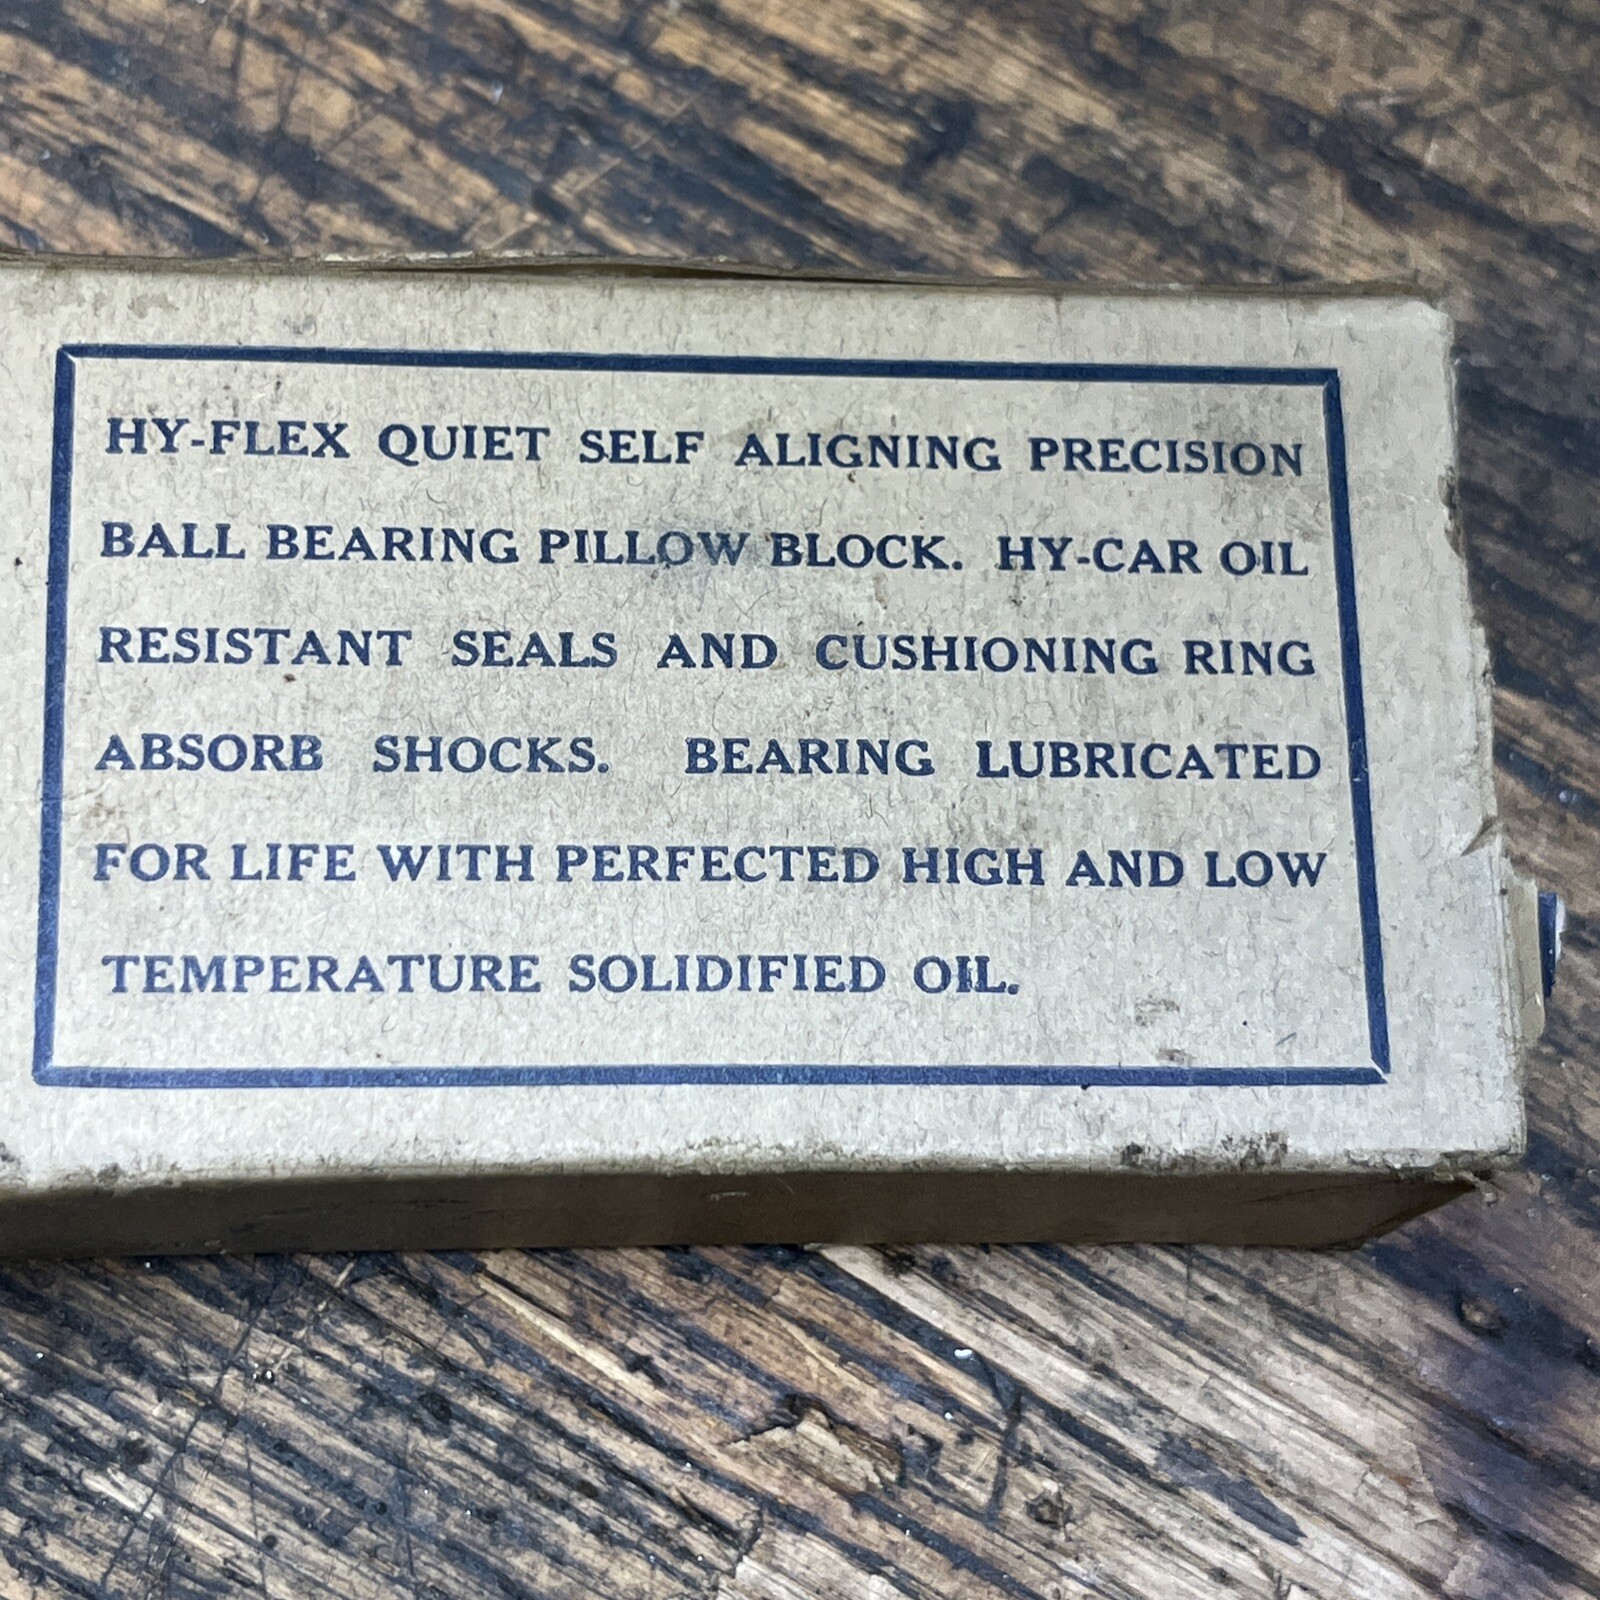 HY-FLEX QUIET SELF ALIGNING PRECISION
BALL BEARING PILLOW BLOCK. HY-CAR OIL
RESISTANT SEALS AND CUSHIONING RING
ABSORB SHOCKS. BEARING LUBRICATED
FOR LIFE WITH PERFECTED HIGH AND LOW
TEMPERATURE SOLIDIFIED OIL.